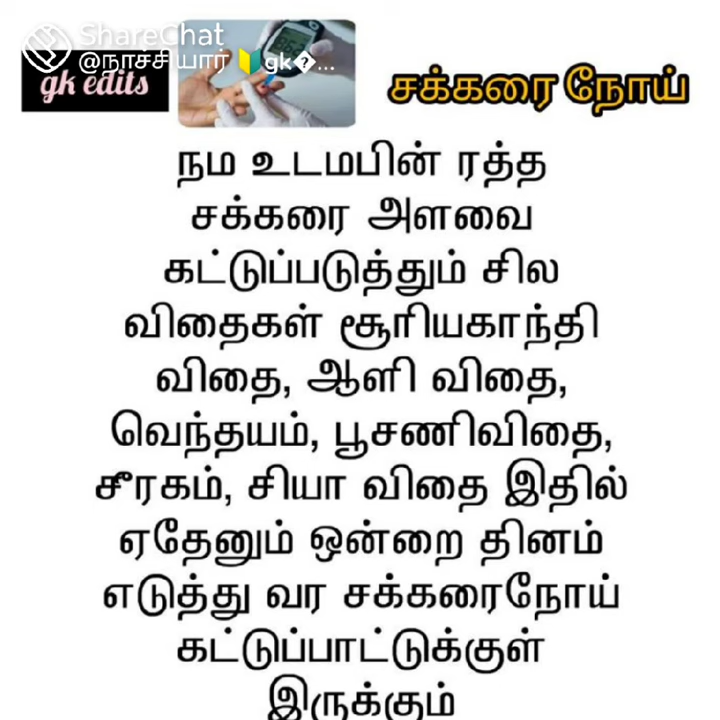 ShareChat
@நாச்சியார் 🔰gk�...
gk edits
சக்கரை நோய்
நம உடமபின் ரத்த
சக்கரை அளவை
கட்டுப்படுத்தும் சில
விதைகள் சூரியகாந்தி
விதை, ஆளி விதை,
வெந்தயம், பூசணிவிதை,
சீரகம், சியா விதை இதில்
ஏதேனும் ஒன்றை தினம்
எடுத்து வர சக்கரைநோய்
கட்டுப்பாட்டுக்குள்
இருக்கும்